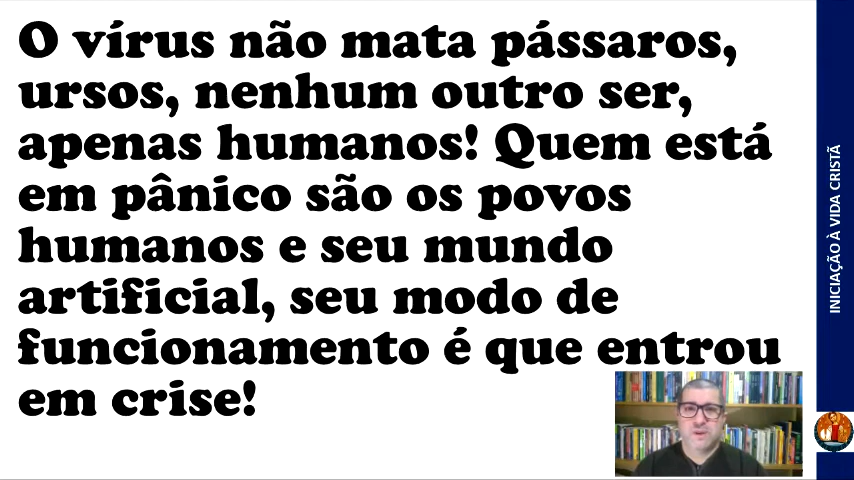 O vírus não mata pássaros,
ursos, nenhum outro ser,
apenas humanos! Quem está
em pânico são os povos
humanos e seu mundo
artificial, seu modo de
funcionamento é que entrou
em crise!
INICIAÇÃO À VIDA CRISTÃ